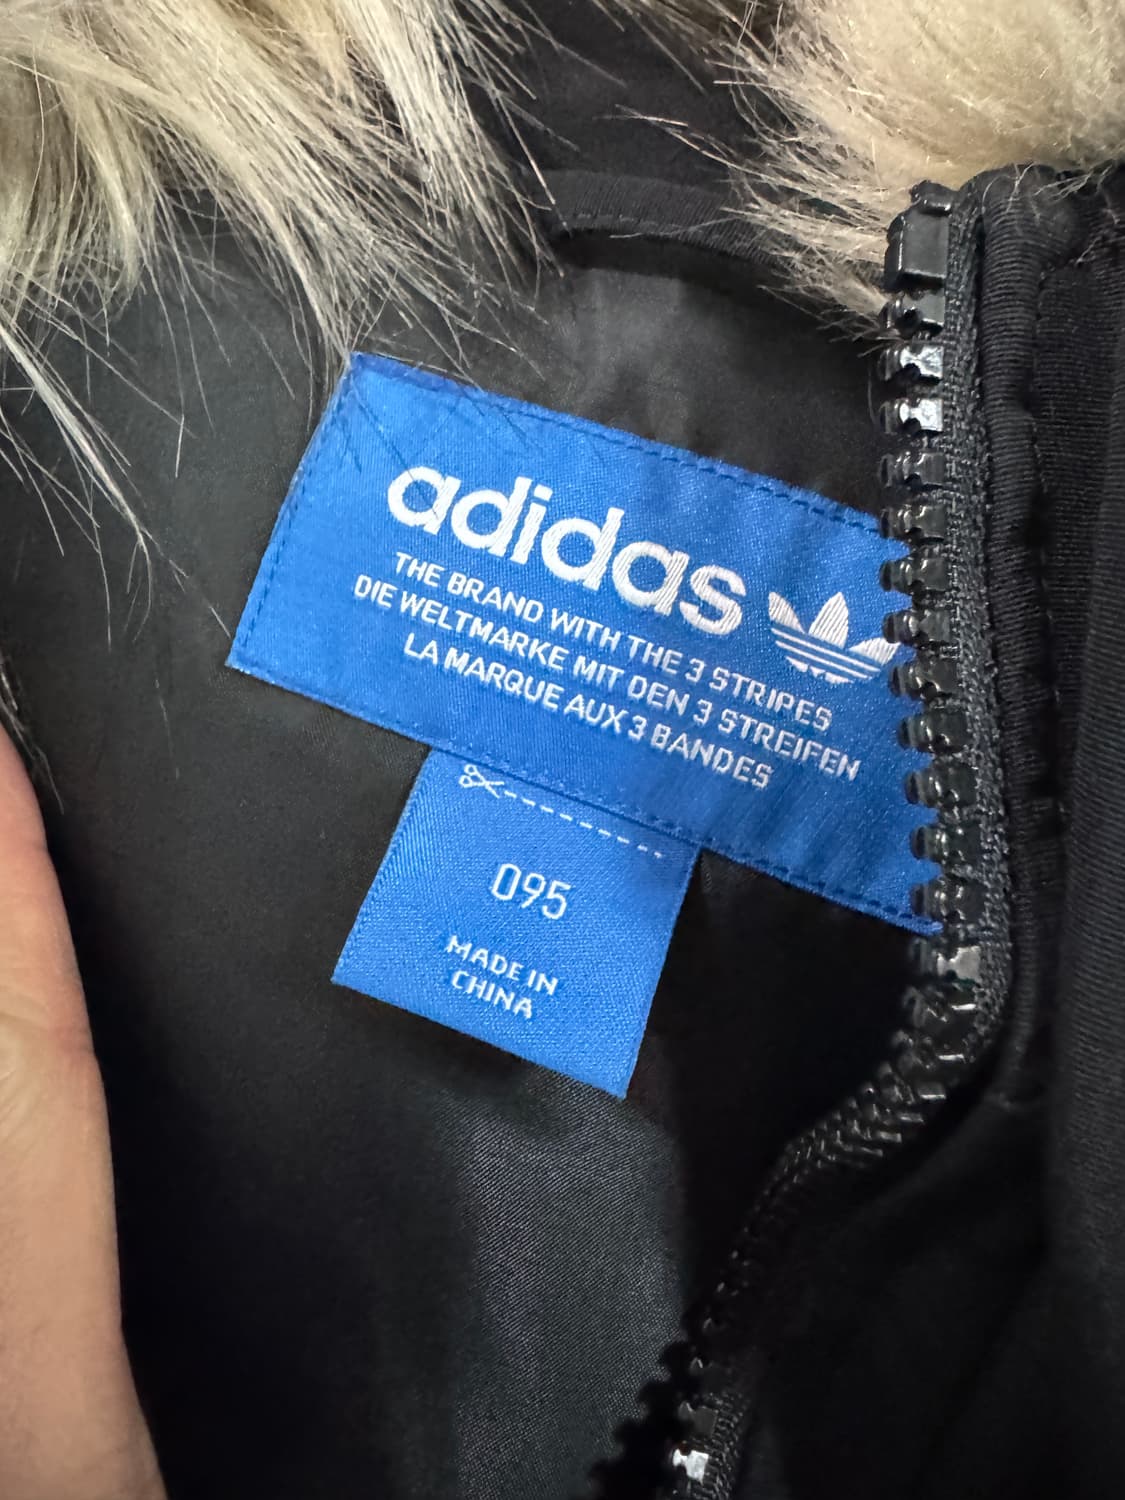 adidas
THE BRAND WITH THE 3 STRIPES
DIE WELTMARKE MIT DEN 3 STREIFEN
LA MARQUE AUX 3 BANDES
095
MADE IN
CHINA